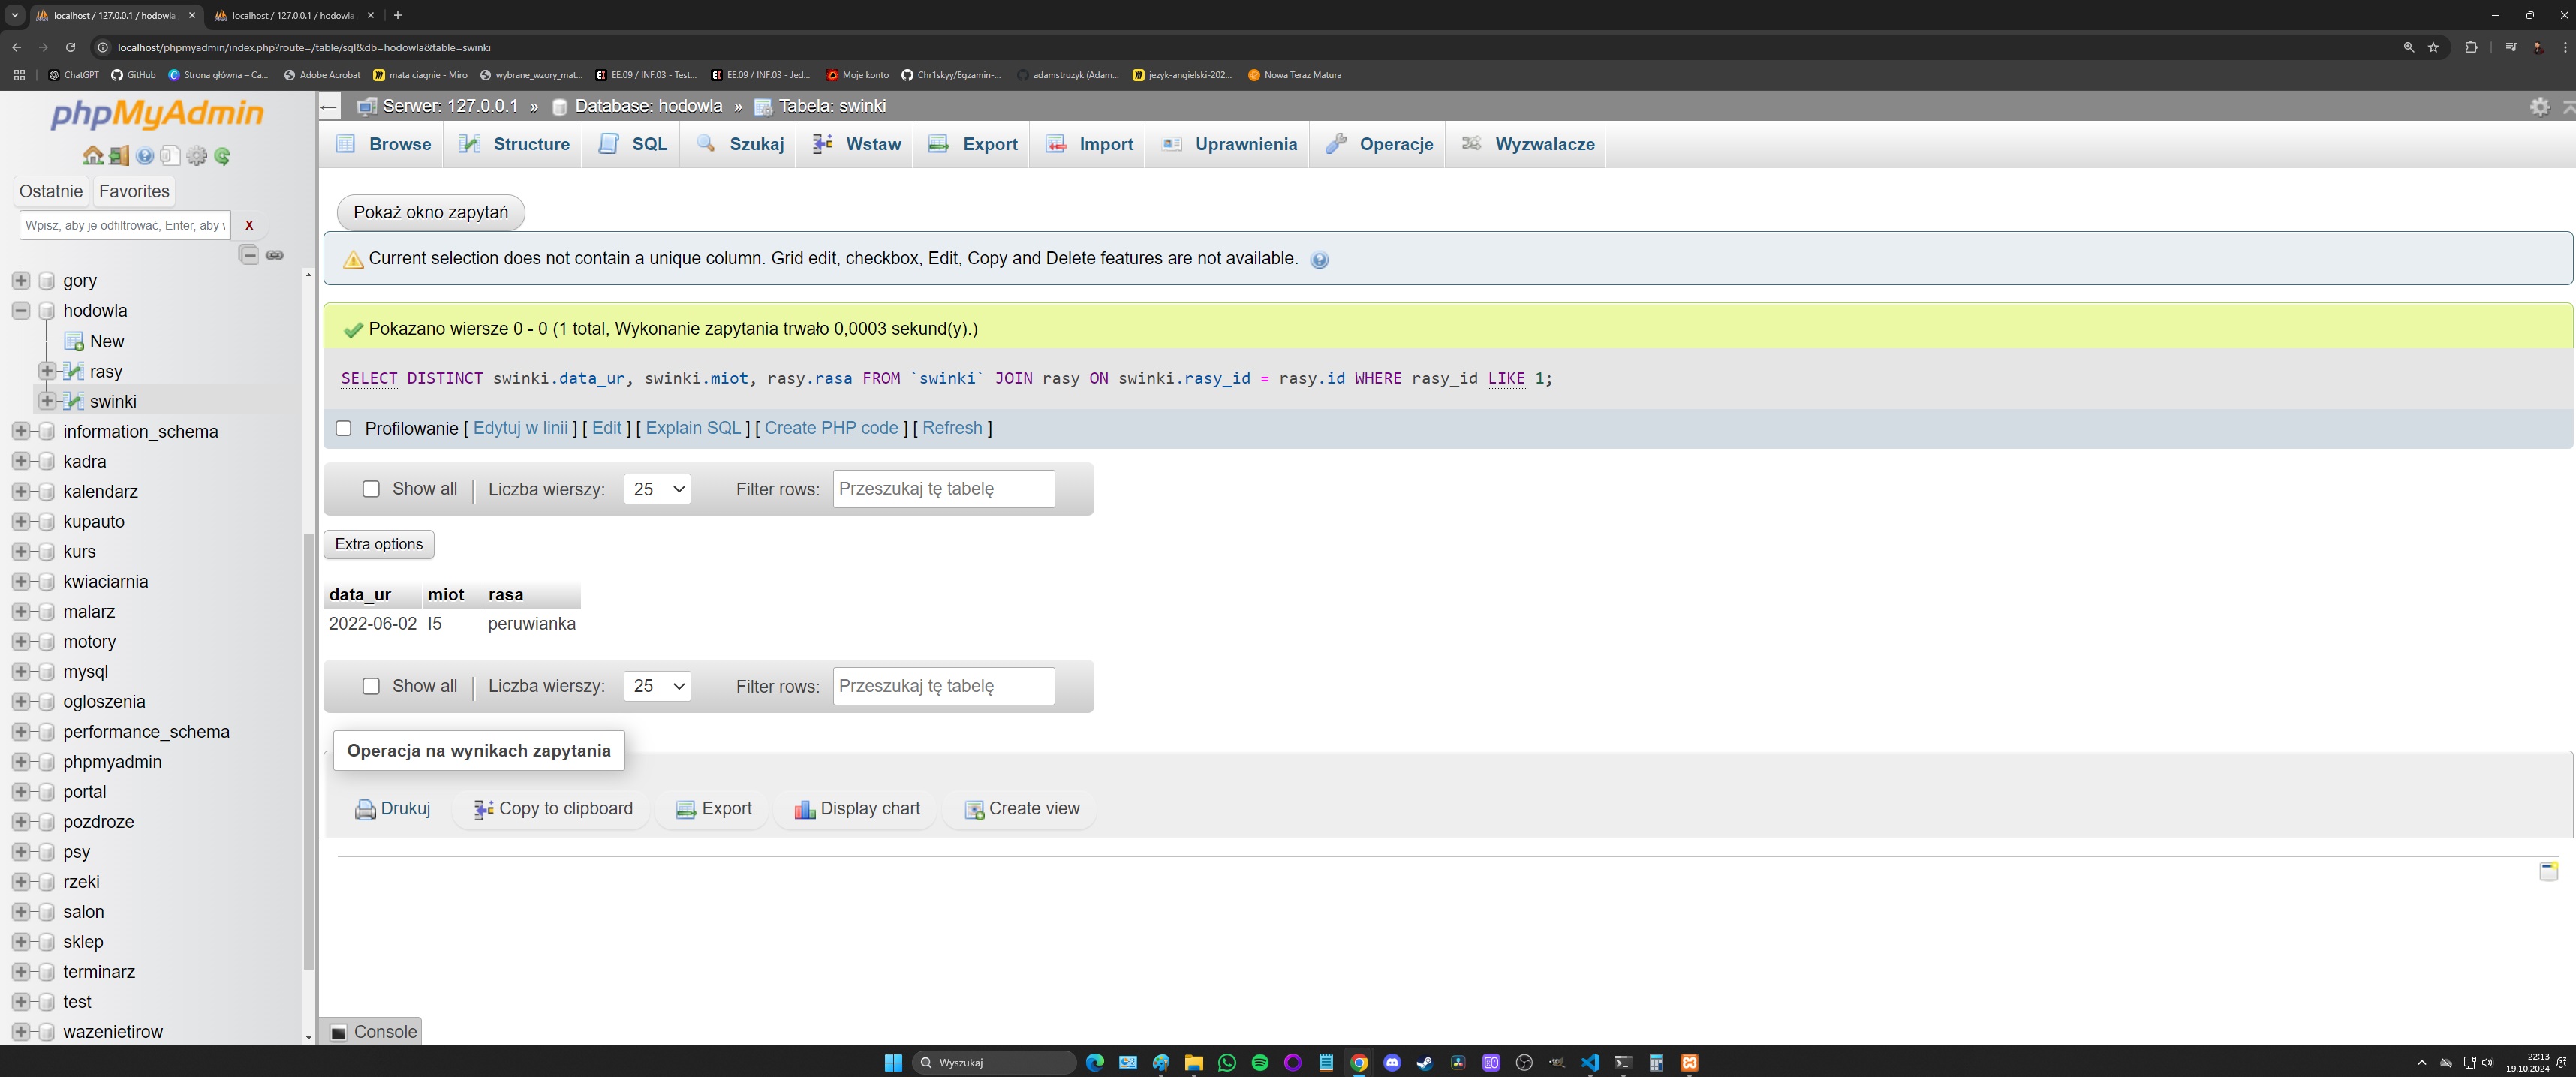 localhost / 127.0.0.1 / hodowla
localhost / 127.0.0.1 / hodowla
localhost/phpmyadmin/index.php?route=/table/sql&db=hodowla&table=swinki
ChatGPT
GitHub
Strona główna – Ca...
Adobe Acrobat
mata ciagnie - Miro
wybrane_wzory_mat...
EE.09 / INF.03 - Test...
EE.09 / INF.03 - Jed...
Moje konto
Chr1skyy/Egzamin-...
adamstruzyk (Adam...
jezyk-angielski-202...
Nowa Teraz Matura
phpMyAdmin
Ostatnie Favorites
Wpisz, aby je odfiltrować, Enter, aby w
X
gory
hodowla
New
rasy
swinki
information_schema
kadra
kalendarz
kupauto
kurs
kwiaciarnia
malarz
motory
mysql
ogloszenia
performance_schema
phpmyadmin
portal
pozdroze
psy
rzeki
salon
sklep
terminarz
test
wazenietirow
Serwer: 127.0.0.1 » Database: hodowla » Tabela: swinki
Browse Structure SQL Szukaj Wstaw Export Import Uprawnienia Operacje Wyzwalacze
Pokaż okno zapytań
Current selection does not contain a unique column. Grid edit, checkbox, Edit, Copy and Delete features are not available.
Pokazano wiersze 0 - 0 (1 total, Wykonanie zapytania trwało 0,0003 sekund(y).)
SELECT DISTINCT swinki.data_ur, swinki.miot, rasy.rasa FROM `swinki` JOIN rasy ON swinki.rasy_id = rasy.id WHERE rasy_id LIKE 1;
Profilowanie [ Edytuj w linii ] [ Edit ] [ Explain SQL ] [ Create PHP code ] [ Refresh ]
Show all | Liczba wierszy: 25 Filter rows: Przeszukaj tę tabelę
Extra options
data_ur miot rasa
2022-06-02 I5 peruwianka
Show all | Liczba wierszy: 25 Filter rows: Przeszukaj tę tabelę
Operacja na wynikach zapytania
Drukuj Copy to clipboard Export Display chart Create view
Console
Wyszukaj
22:13
19.10.2024